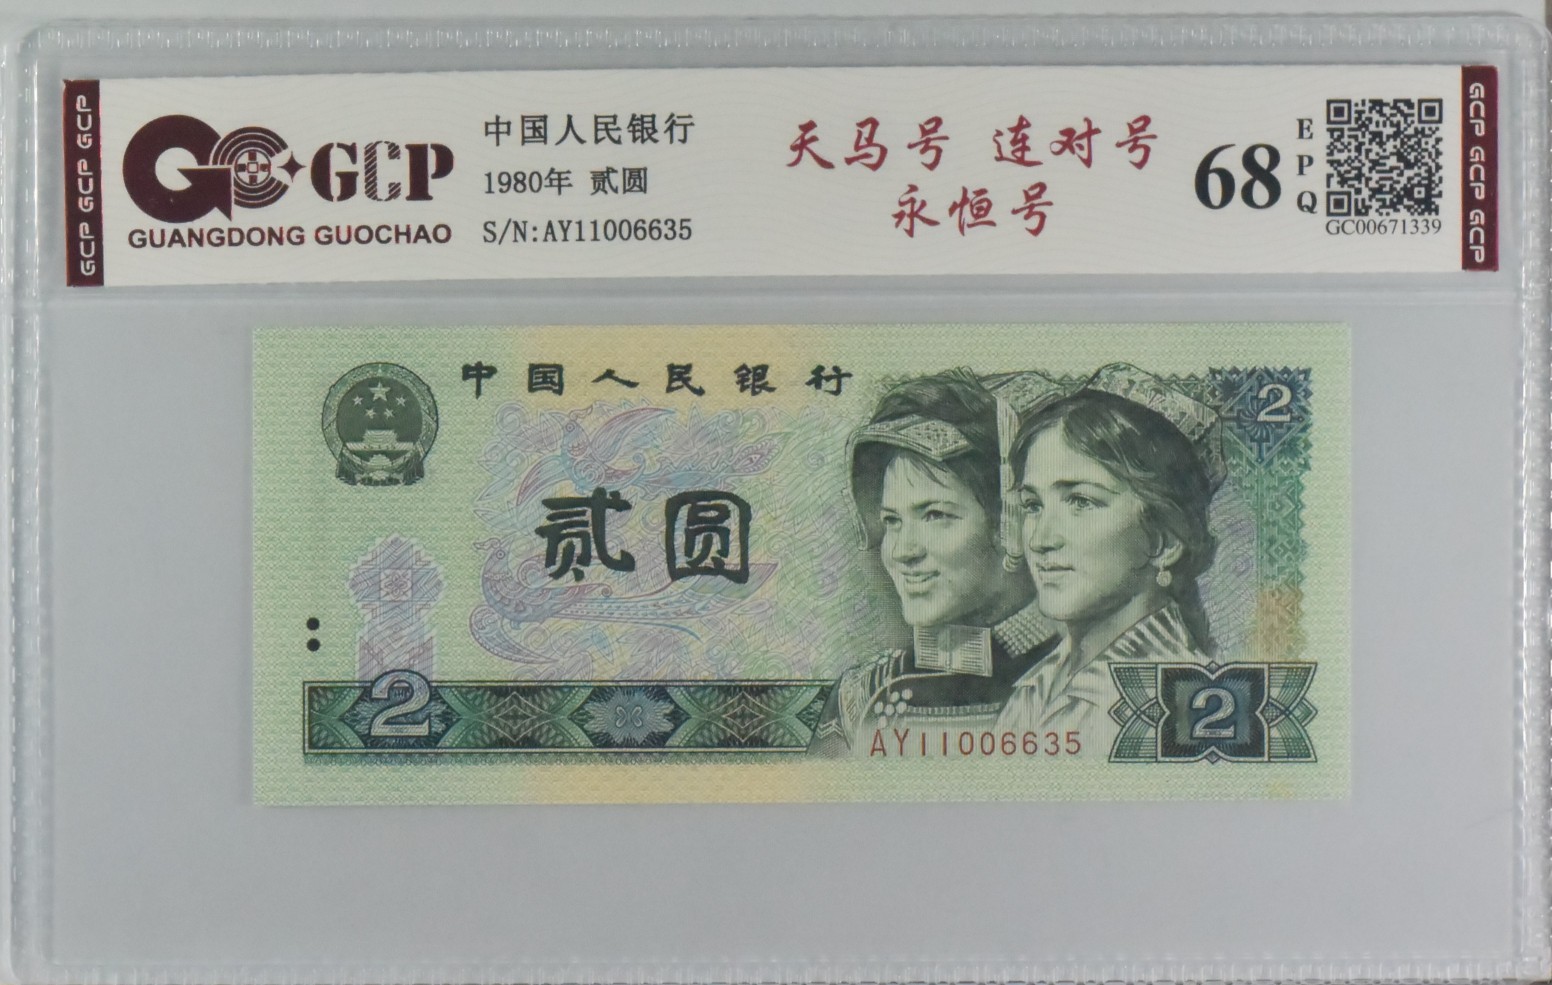 GCP GCP GCP
GCP
GUANGDONG GUOCHAO
中国人民银行
1980年 贰圆
S/N:AY11006635
天马号 连对号
永恒号
68
EPQ
GC00671339
GCP GCP GCP
中国人民银行
2
贰圆
2
AY11006635
2